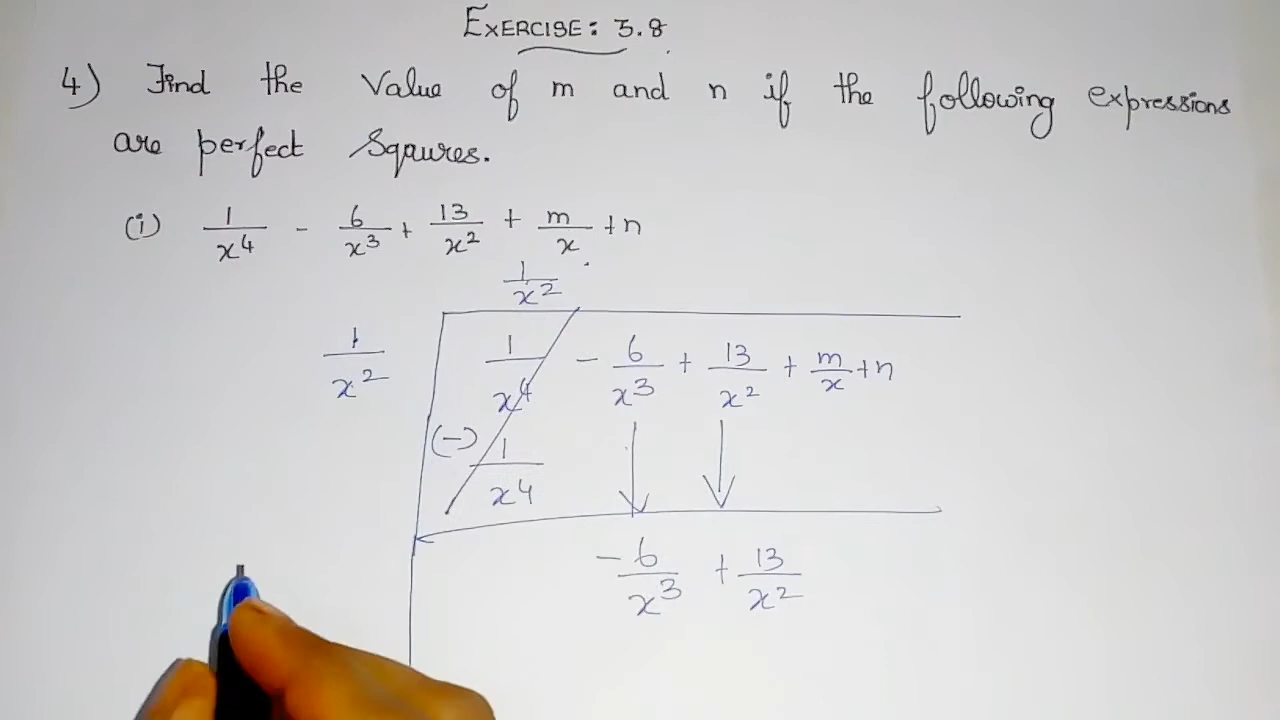 EXERCISE: 3.8
4) Find the Value of m and n if the following expressions
are perfect Sqaures.
(i) 1/x⁴ - 6/x³ + 13/x² + m/x + n
1/x²
1/x² 1/x⁴ - 6/x³ + 13/x² + m/x + n
(-) 1/x⁴
-6/x³ + 13/x²